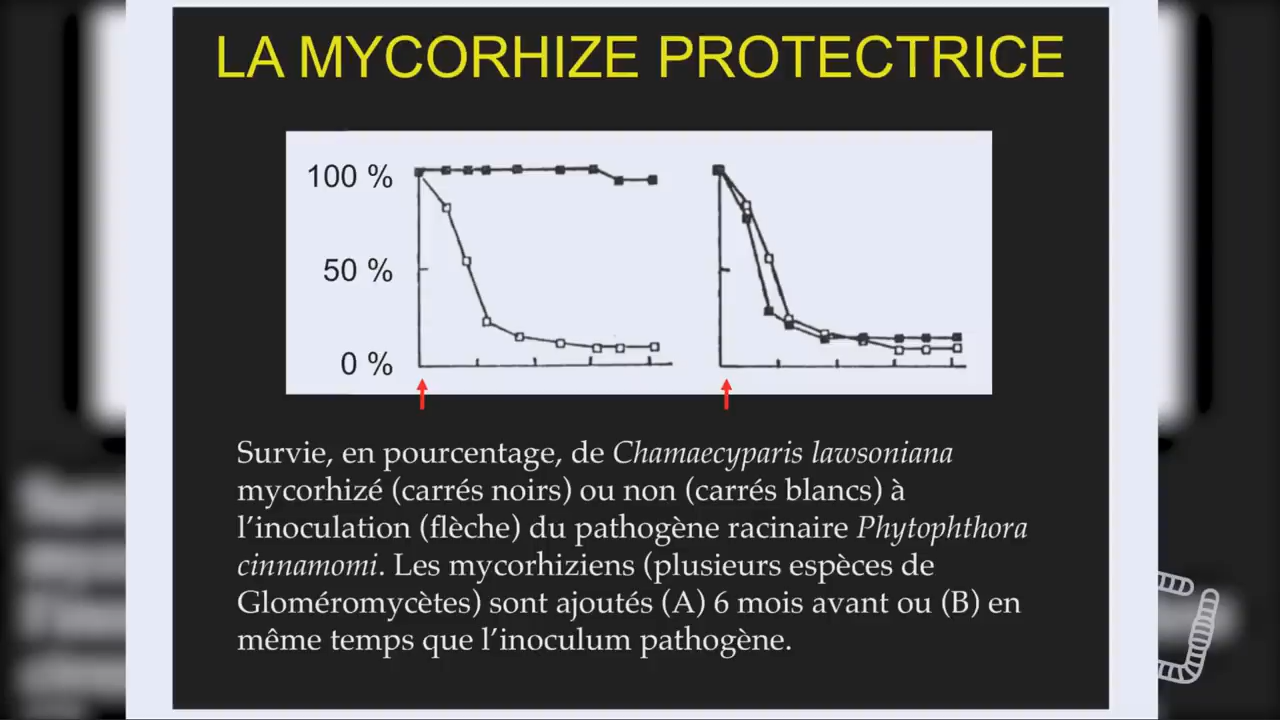 LA MYCORHIZE PROTECTRICE
100 %
50 %
0 %
Survie, en pourcentage, de Chamaecyparis lawsoniana
mycorhizé (carrés noirs) ou non (carrés blancs) à
l’inoculation (flèche) du pathogène racinaire Phytophthora
cinnamomi. Les mycorhiziens (plusieurs espèces de
Gloméromycètes) sont ajoutés (A) 6 mois avant ou (B) en
même temps que l’inoculum pathogène.